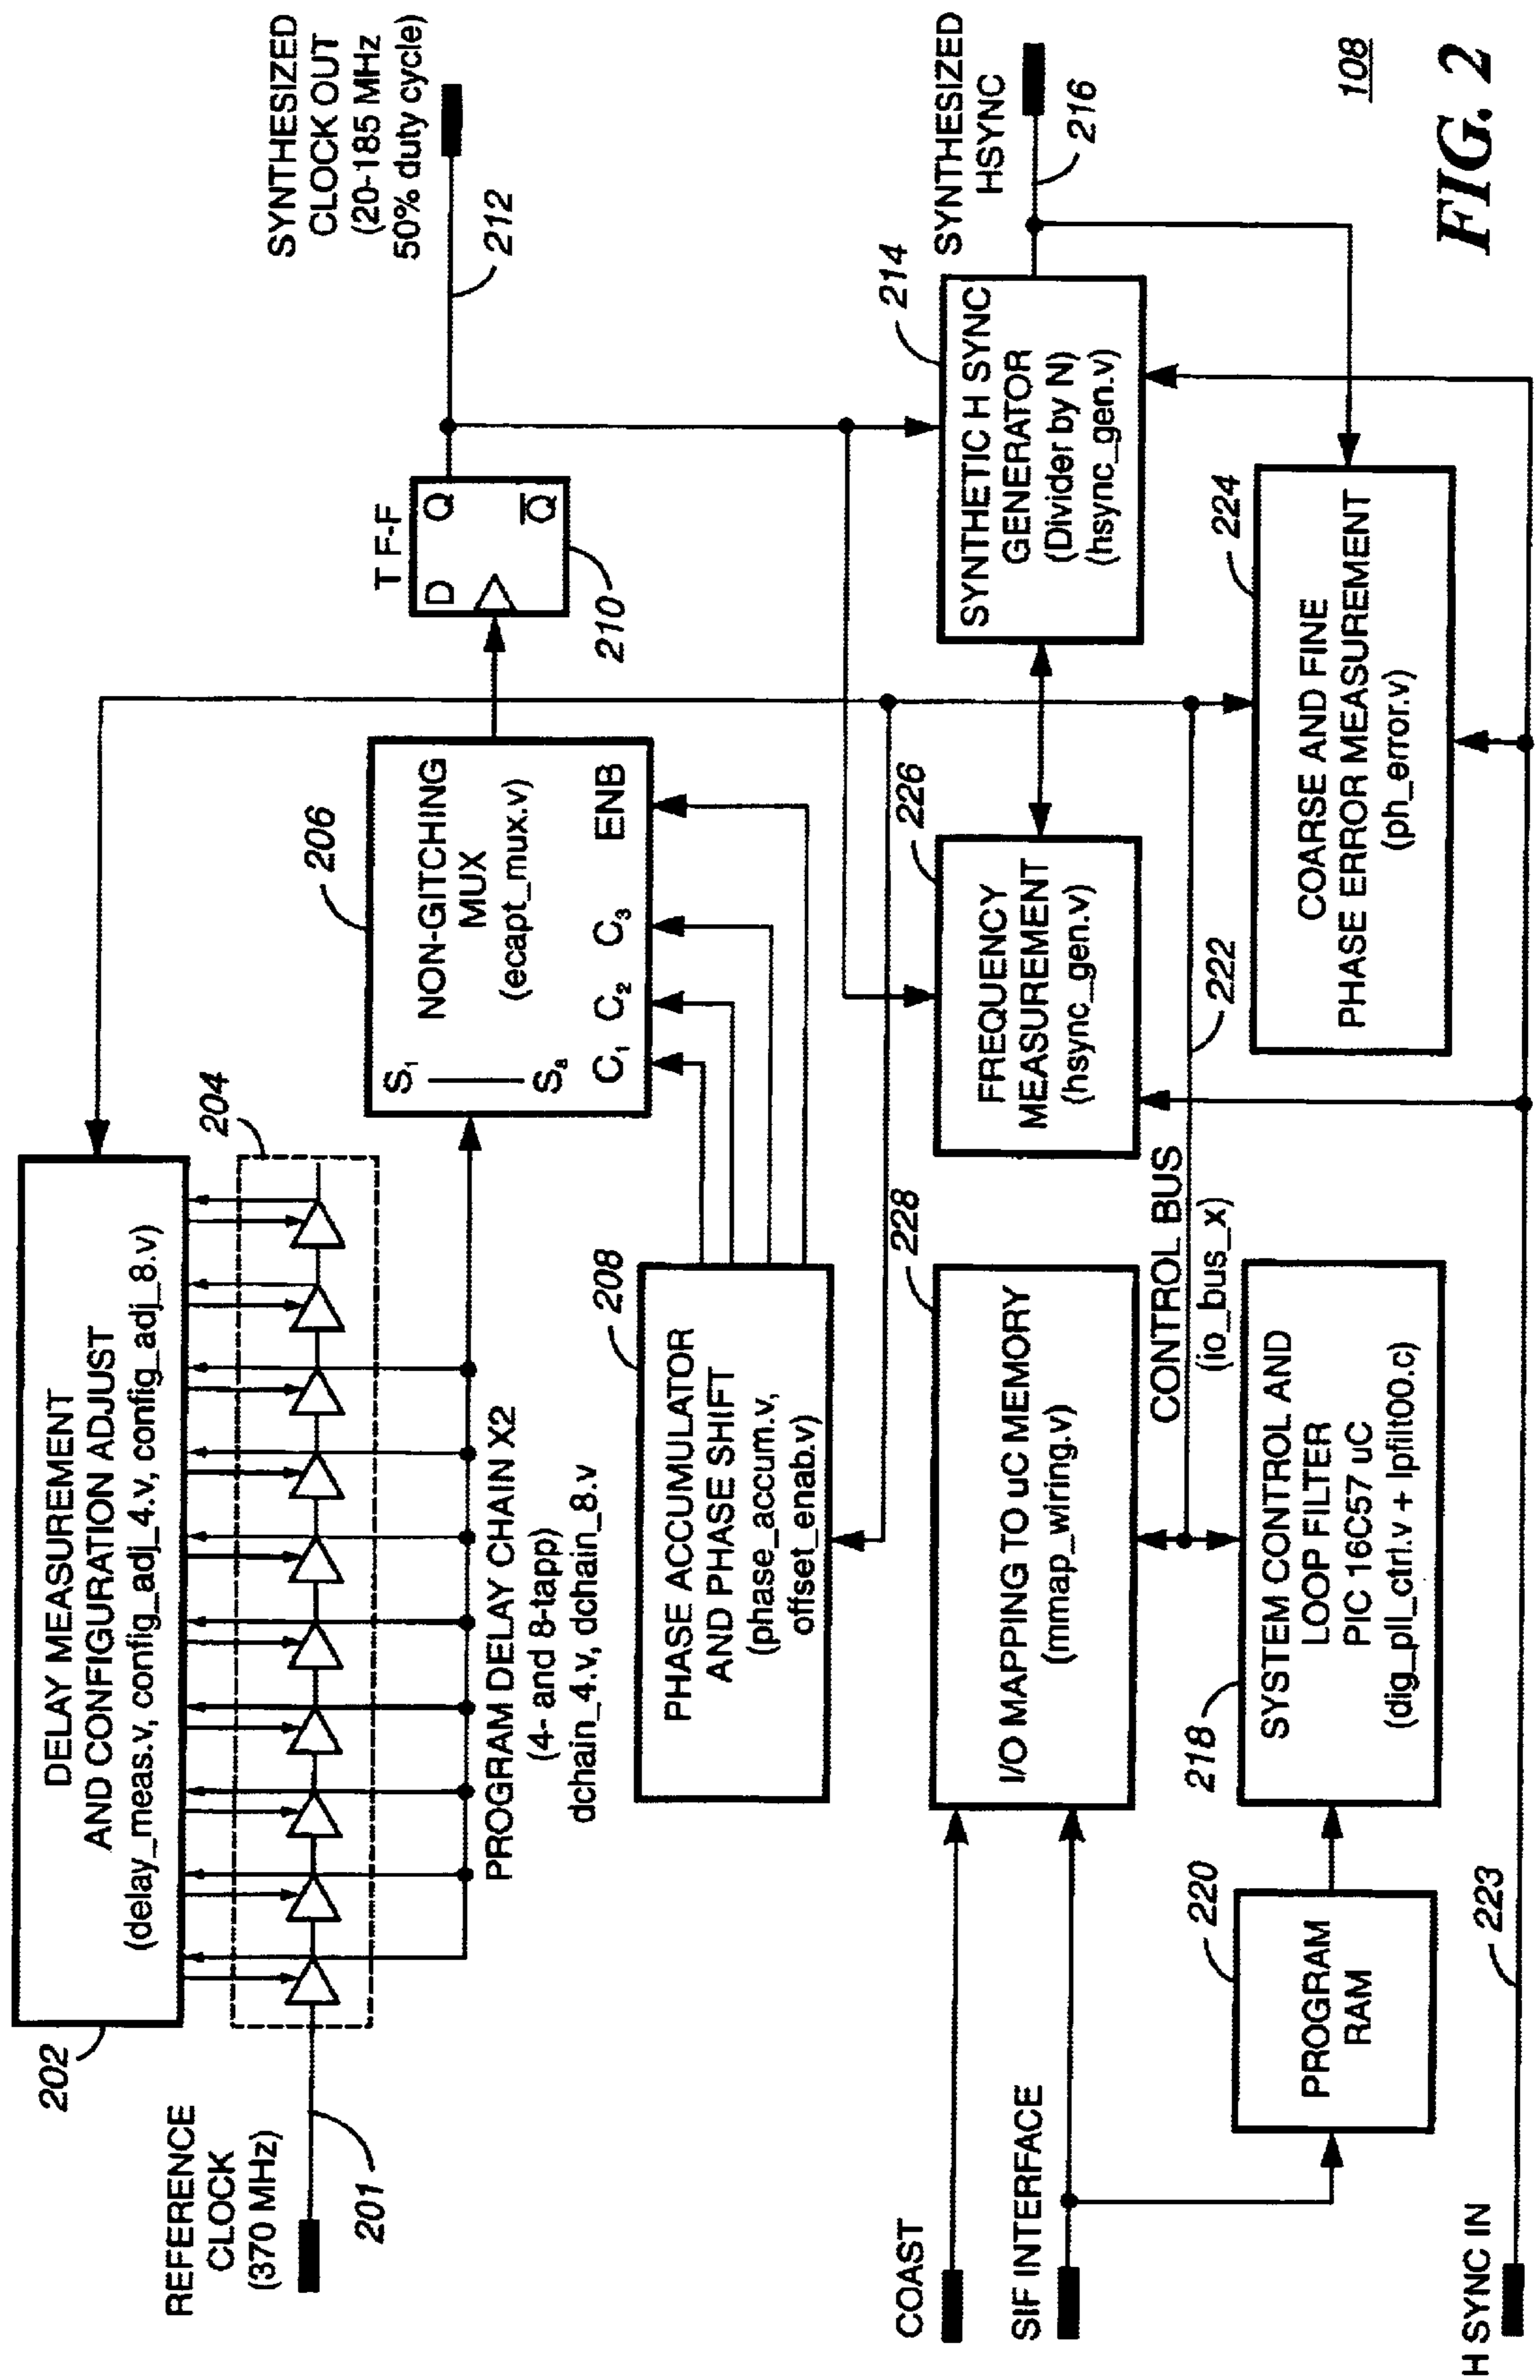 REFERENCE
CLOCK
(370 MHz)
201
202
DELAY MEASUREMENT
AND CONFIGURATION ADJUST
(delay_meas.v, config_adj_4.v, config_adj_8.v)
204
PROGRAM DELAY CHAIN X2
(4- and 8-tapp)
dchain_4.v, dchain_8.v
206
S1
S8
NON-GITCHING
MUX
(ecapt_mux.v)
C1 C2 C3 ENB
T F-F
D Q
Q
210
SYNTHESIZED
CLOCK OUT
(20-185 MHz
50% duty cycle)
212
208
PHASE ACCUMULATOR
AND PHASE SHIFT
(phase_accum.v,
offset_enab.v)
COAST
SIF INTERFACE
228
I/O MAPPING TO uC MEMORY
(mmap_wiring.v)
226
FREQUENCY
MEASUREMENT
(hsync_gen.v)
214
SYNTHETIC H SYNC
GENERATOR
(Divider by N)
(hsync_gen.v)
SYNTHESIZED
HSYNC
216
CONTROL BUS
(io_bus_x)
222
220
PROGRAM
RAM
218
SYSTEM CONTROL AND
LOOP FILTER
PIC 16C57 uC
(dig_pll_ctrl.v + lpfilt00.c)
224
COARSE AND FINE
PHASE ERROR MEASUREMENT
(ph_error.v)
H SYNC IN
223
108
FIG. 2